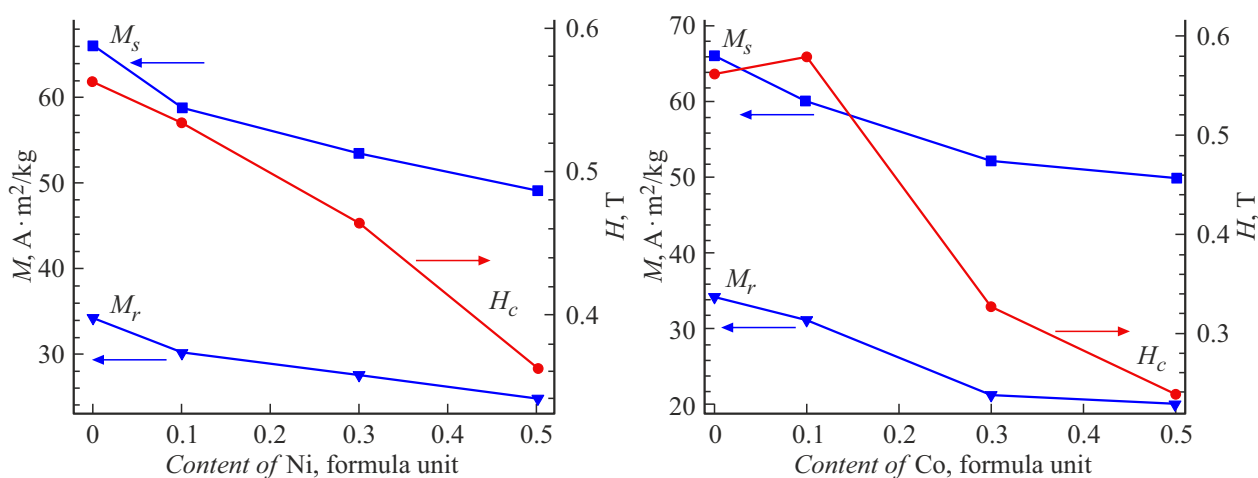 M_s
M_r
H_c
60
50
40
30
M, A · m²/kg
0.6
0.5
0.4
H, T
0 0.1 0.2 0.3 0.4 0.5
Content of Ni, formula unit
M_s
M_r
H_c
70
60
50
40
30
20
M, A · m²/kg
0.6
0.5
0.4
0.3
H, T
0 0.1 0.2 0.3 0.4 0.5
Content of Co, formula unit